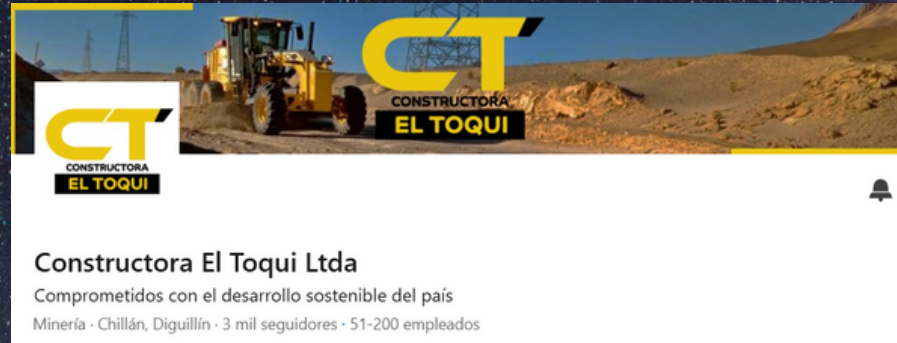 CT
CONSTRUCTORA
EL TOQUI
CT
CONSTRUCTORA
EL TOQUI
Constructora El Toqui Ltda
Comprometidos con el desarrollo sostenible del país
Minería · Chillán, Diguillín · 3 mil seguidores · 51-200 empleados